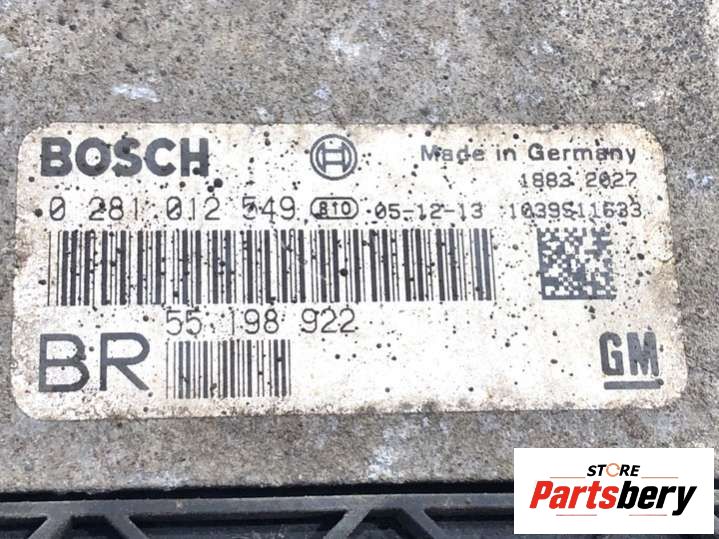 BOSCH
Made in Germany
1883 2027
0 281 012 549 810 05-12-13 1039S11633
55 198 922
BR
GM
STORE
Partsbery